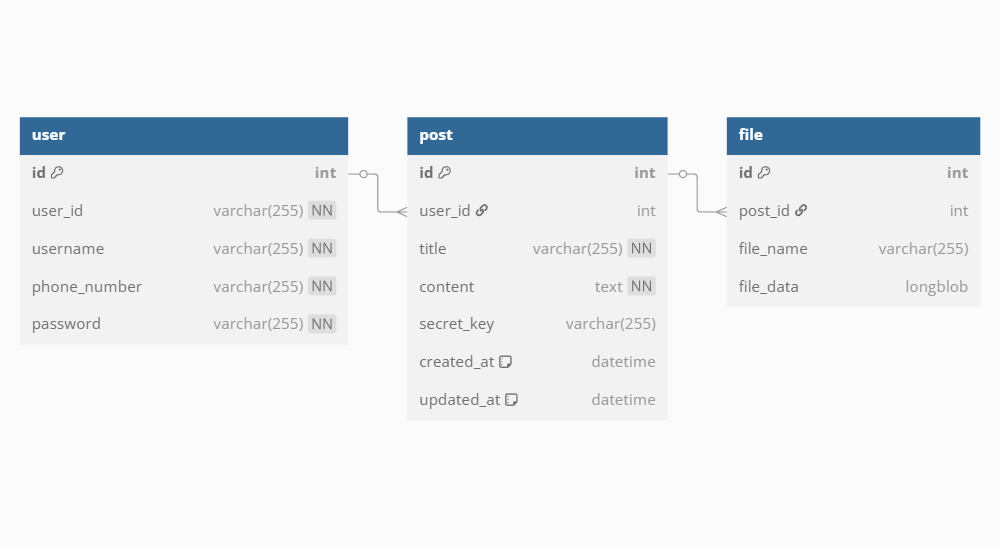 user
id int
user_id varchar(255) NN
username varchar(255) NN
phone_number varchar(255) NN
password varchar(255) NN
post
id int
user_id int
title varchar(255) NN
content text NN
secret_key varchar(255)
created_at datetime
updated_at datetime
file
id int
post_id int
file_name varchar(255)
file_data longblob